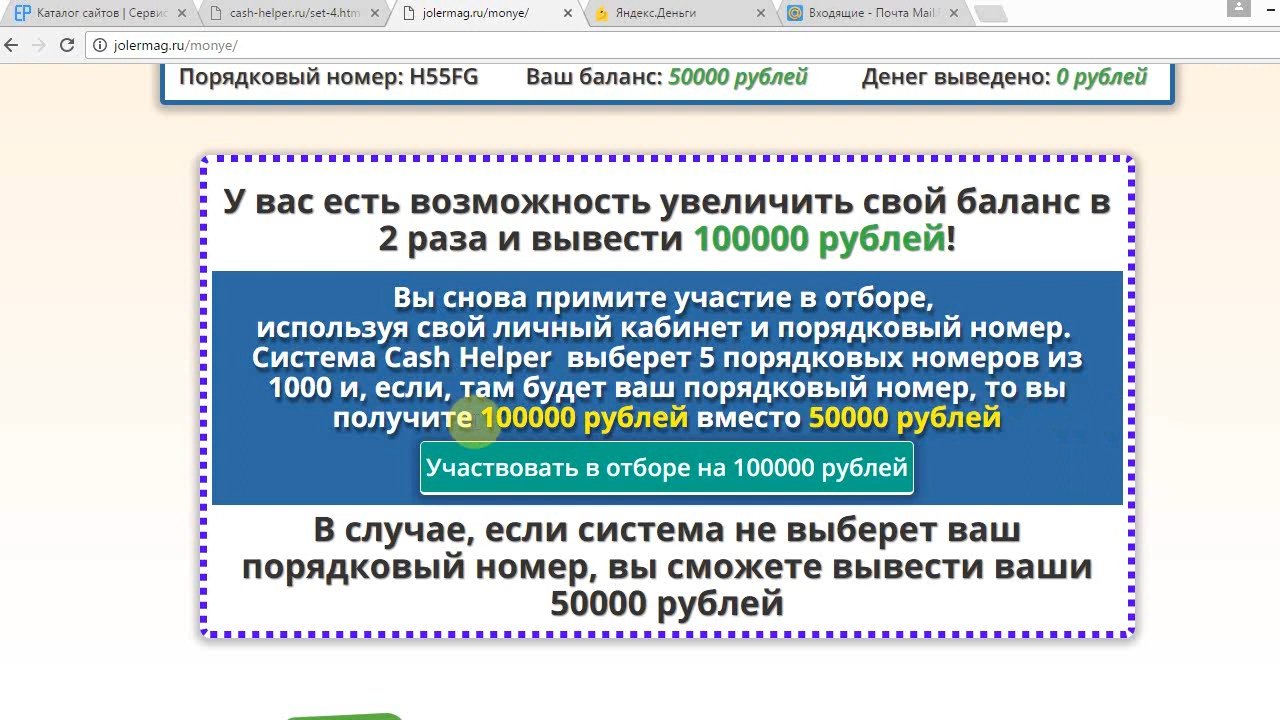 Каталог сайтов | Сервис
cash-helper.ru/set-4.htm
jolermag.ru/monye/
Яндекс.Деньги
Входящие - Почта Mail.
jolermag.ru/monye/
Порядковый номер: H55FG Ваш баланс: 50000 рублей Денег выведено: 0 рублей
У вас есть возможность увеличить свой баланс в
2 раза и вывести 100000 рублей!
Вы снова примите участие в отборе,
используя свой личный кабинет и порядковый номер.
Система Cash Helper выберет 5 порядковых номеров из
1000 и, если, там будет ваш порядковый номер, то вы
получите 100000 рублей вместо 50000 рублей
Участвовать в отборе на 100000 рублей
В случае, если система не выберет ваш
порядковый номер, вы сможете вывести ваши
50000 рублей